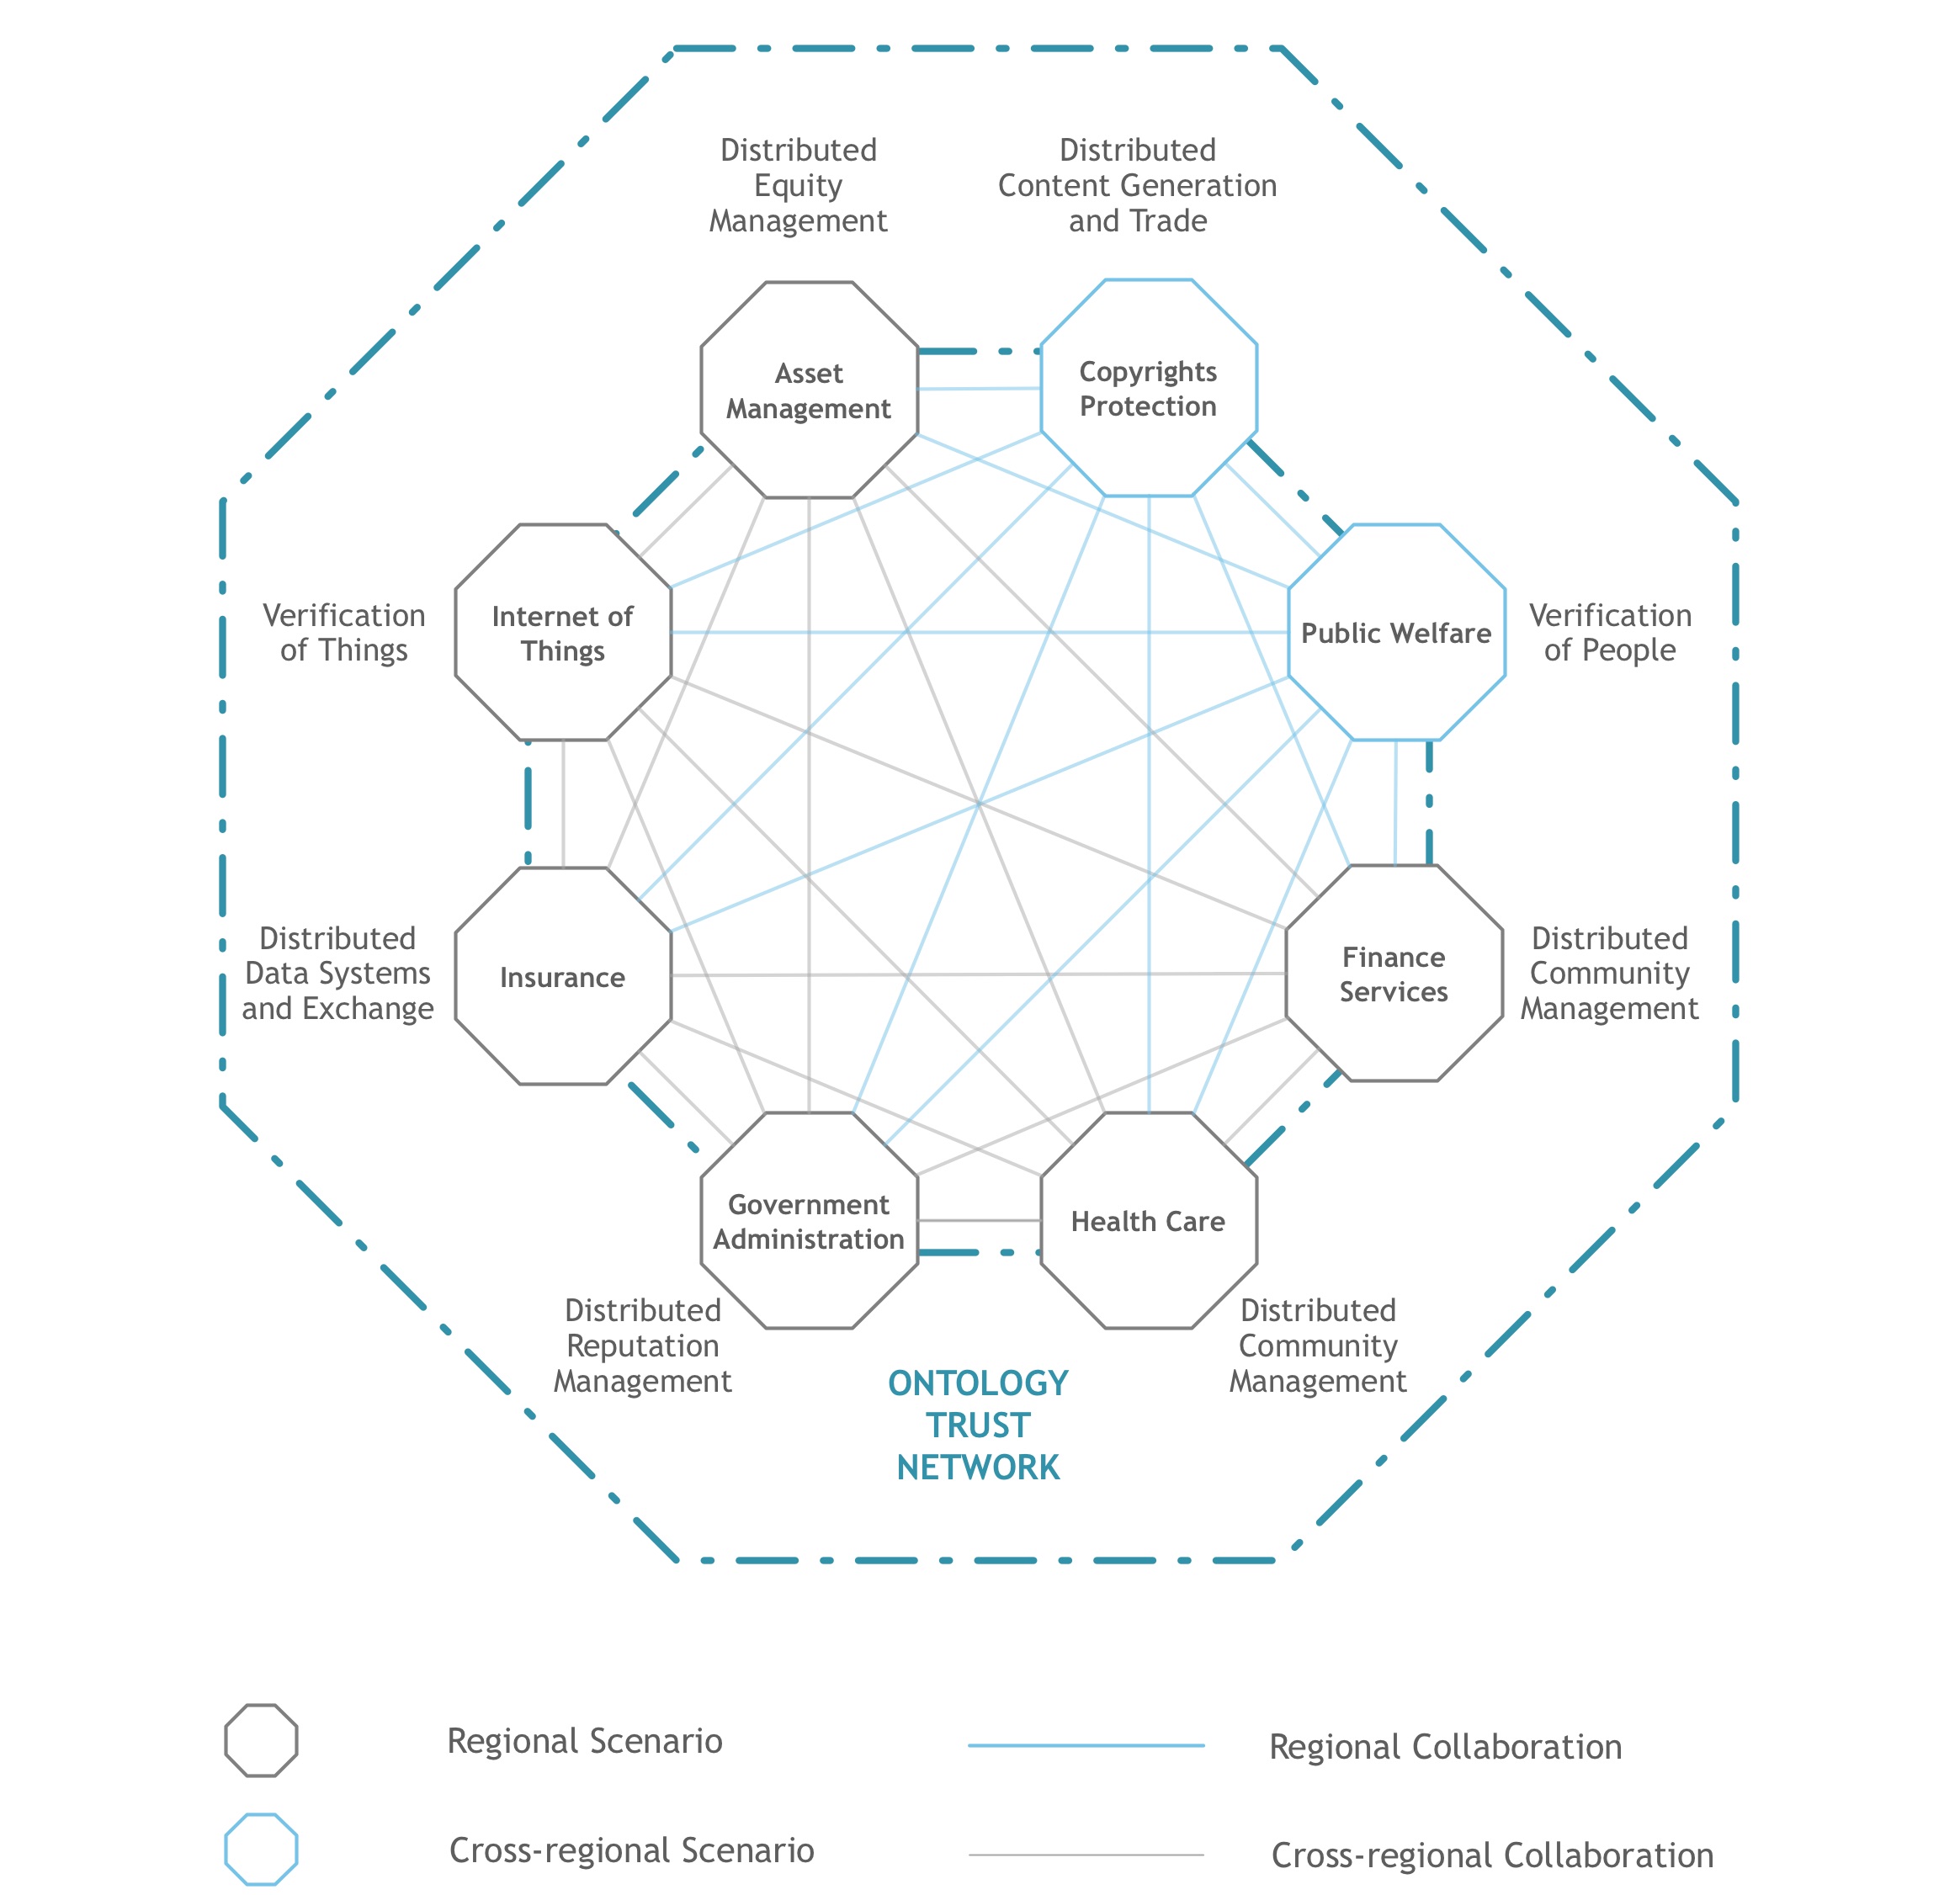 Distributed
Equity
Management
Distributed
Content Generation
and Trade
Asset
Management
Copyrights
Protection
Verification
of Things
Internet of
Things
Public Welfare
Verification
of People
Distributed
Data Systems
and Exchange
Insurance
Finance
Services
Distributed
Community
Management
Government
Administration
Health Care
Distributed
Reputation
Management
Distributed
Community
Management
ONTOLOGY
TRUST
NETWORK
Regional Scenario
Regional Collaboration
Cross-regional Scenario
Cross-regional Collaboration